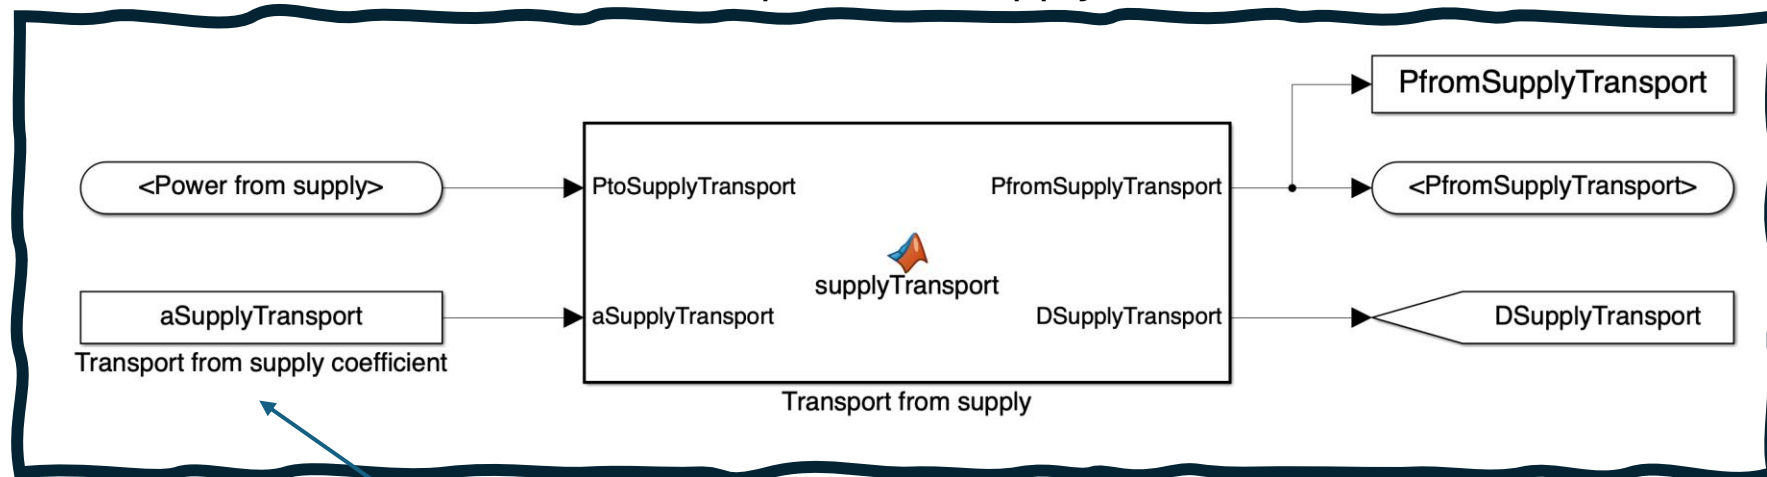 PfromSupplyTransport
<Power from supply>
PtoSupplyTransport
PfromSupplyTransport
<PfromSupplyTransport>
supplyTransport
aSupplyTransport
aSupplyTransport
DSupplyTransport
DSupplyTransport
Transport from supply coefficient
Transport from supply